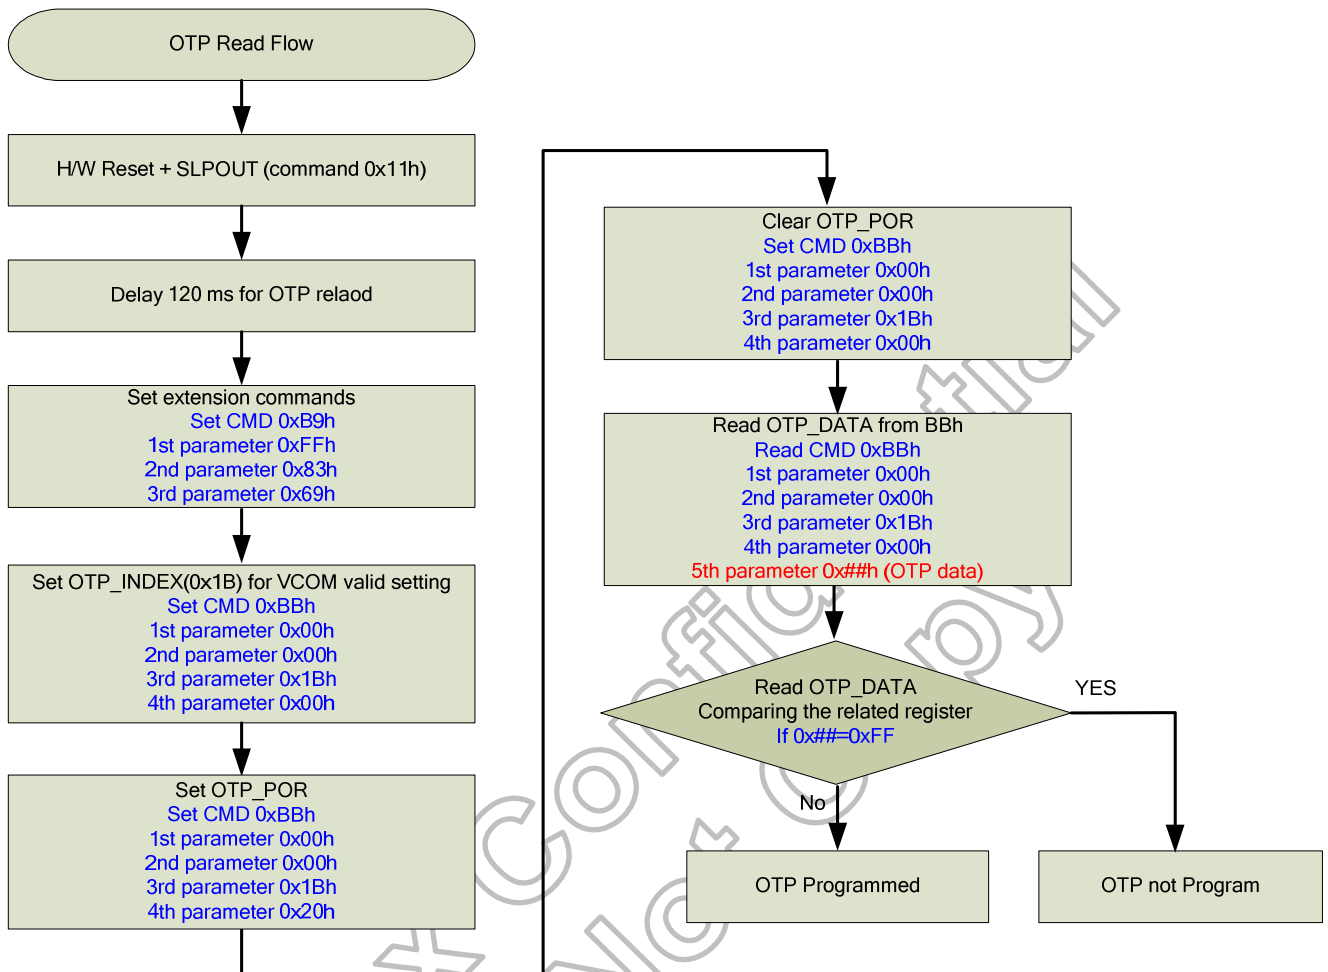 OTP Read Flow
H/W Reset + SLPOUT (command 0x11h)
Delay 120 ms for OTP relaod
Set extension commands
Set CMD 0xB9h
1st parameter 0xFFh
2nd parameter 0x83h
3rd parameter 0x69h
Set OTP_INDEX(0x1B) for VCOM valid setting
Set CMD 0xBBh
1st parameter 0x00h
2nd parameter 0x00h
3rd parameter 0x1Bh
4th parameter 0x00h
Set OTP_POR
Set CMD 0xBBh
1st parameter 0x00h
2nd parameter 0x00h
3rd parameter 0x1Bh
4th parameter 0x20h
Clear OTP_POR
Set CMD 0xBBh
1st parameter 0x00h
2nd parameter 0x00h
3rd parameter 0x1Bh
4th parameter 0x00h
Read OTP_DATA from BBh
Read CMD 0xBBh
1st parameter 0x00h
2nd parameter 0x00h
3rd parameter 0x1Bh
4th parameter 0x00h
5th parameter 0x##h (OTP data)
Read OTP_DATA
Comparing the related register
If 0x##=0xFF
YES
No
OTP Programmed
OTP not Program